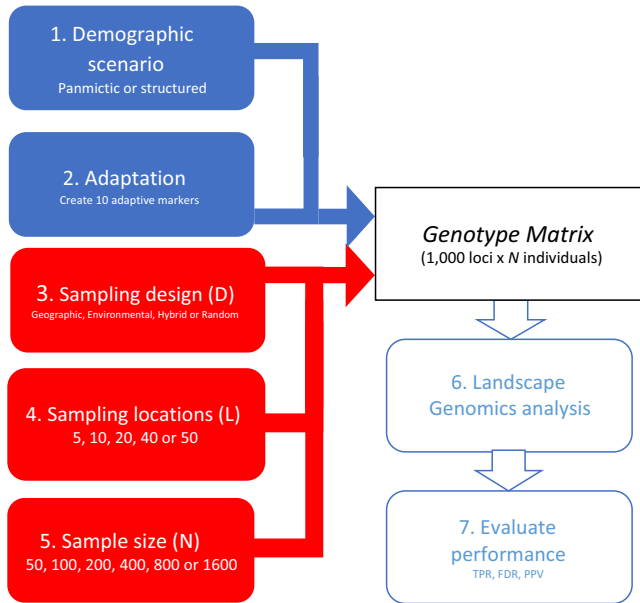 1. Demographic
scenario
Panmictic or structured
2. Adaptation
Create 10 adaptive markers
3. Sampling design (D)
Geographic, Environmental, Hybrid or Random
4. Sampling locations (L)
5, 10, 20, 40 or 50
5. Sample size (N)
50, 100, 200, 400, 800 or 1600
Genotype Matrix
(1,000 loci x N individuals)
6. Landscape
Genomics analysis
7. Evaluate
performance
TPR, FDR, PPV